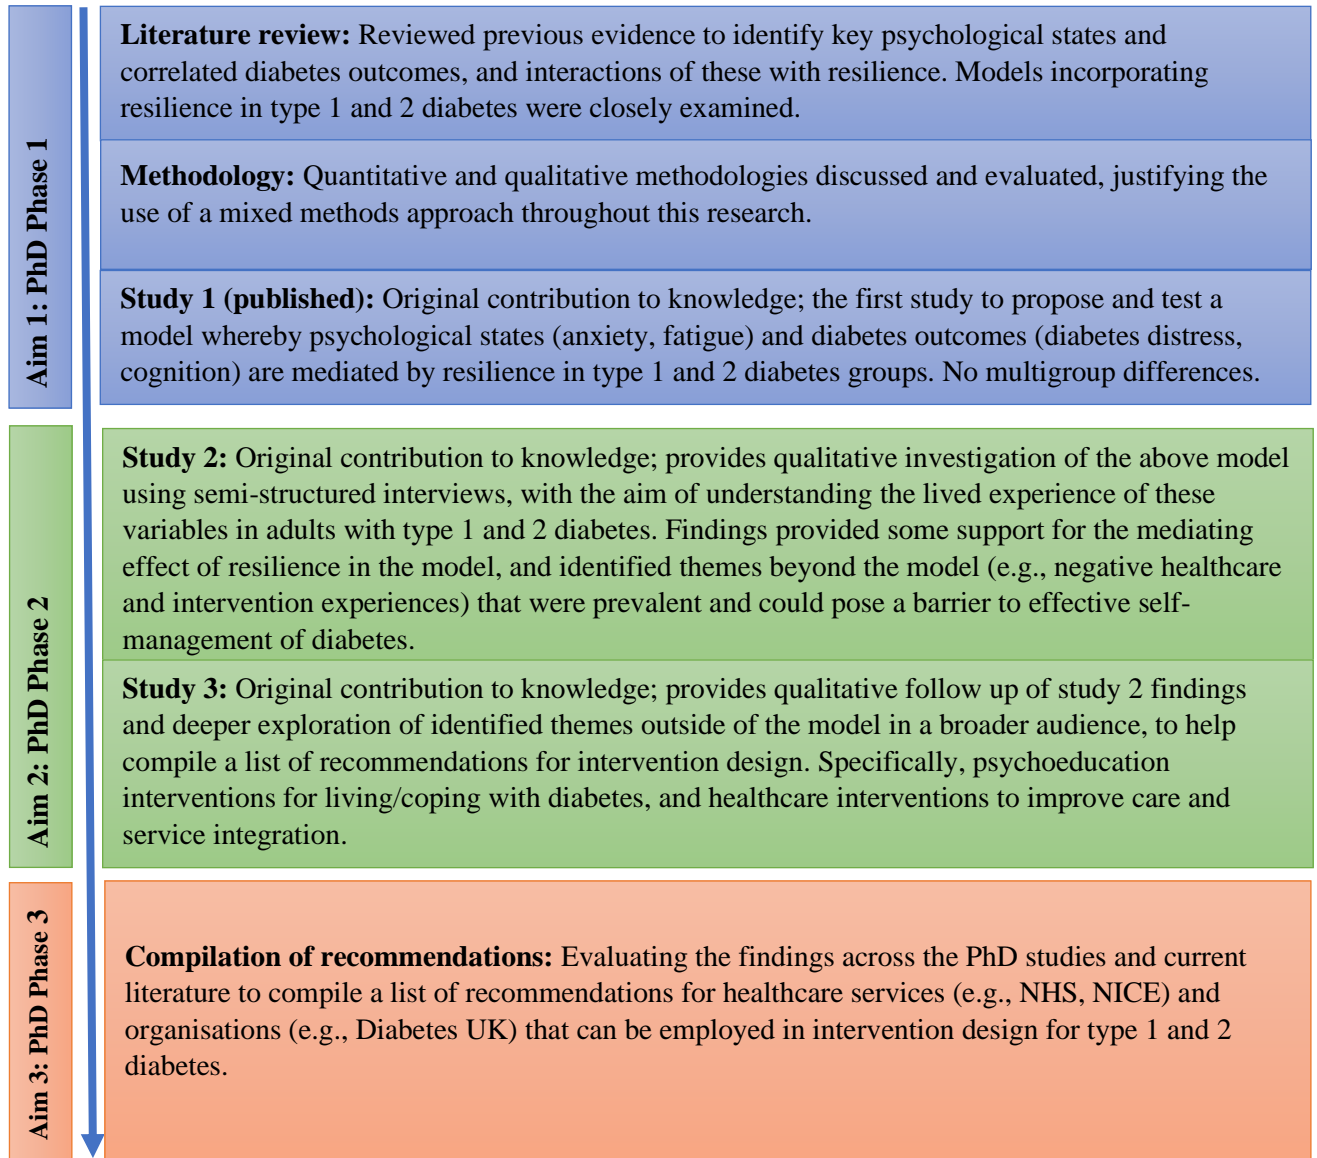 Aim 1: PhD Phase 1
Literature review: Reviewed previous evidence to identify key psychological states and
correlated diabetes outcomes, and interactions of these with resilience. Models incorporating
resilience in type 1 and 2 diabetes were closely examined.
Methodology: Quantitative and qualitative methodologies discussed and evaluated, justifying the
use of a mixed methods approach throughout this research.
Study 1 (published): Original contribution to knowledge; the first study to propose and test a
model whereby psychological states (anxiety, fatigue) and diabetes outcomes (diabetes distress,
cognition) are mediated by resilience in type 1 and 2 diabetes groups. No multigroup differences.
Aim 2: PhD Phase 2
Study 2: Original contribution to knowledge; provides qualitative investigation of the above model
using semi-structured interviews, with the aim of understanding the lived experience of these
variables in adults with type 1 and 2 diabetes. Findings provided some support for the mediating
effect of resilience in the model, and identified themes beyond the model (e.g., negative healthcare
and intervention experiences) that were prevalent and could pose a barrier to effective self-
management of diabetes.
Study 3: Original contribution to knowledge; provides qualitative follow up of study 2 findings
and deeper exploration of identified themes outside of the model in a broader audience, to help
compile a list of recommendations for intervention design. Specifically, psychoeducation
interventions for living/coping with diabetes, and healthcare interventions to improve care and
service integration.
Aim 3: PhD Phase 3
Compilation of recommendations: Evaluating the findings across the PhD studies and current
literature to compile a list of recommendations for healthcare services (e.g., NHS, NICE) and
organisations (e.g., Diabetes UK) that can be employed in intervention design for type 1 and 2
diabetes.